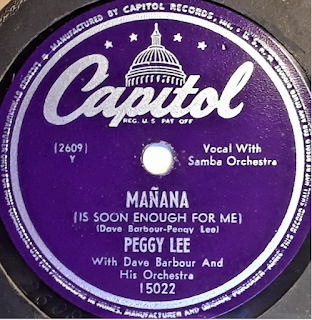 MANUFACTURED BY CAPITOL RECORDS, INC., U.S.A.
Capitol
REG. U.S PAT OFF
(2609)
Y
Vocal With
Samba Orchestra
MAÑANA
(IS SOON ENOUGH FOR ME)
(Dave Barbour-Peggy Lee)
PEGGY LEE
With Dave Barbour And
His Orchestra
15022